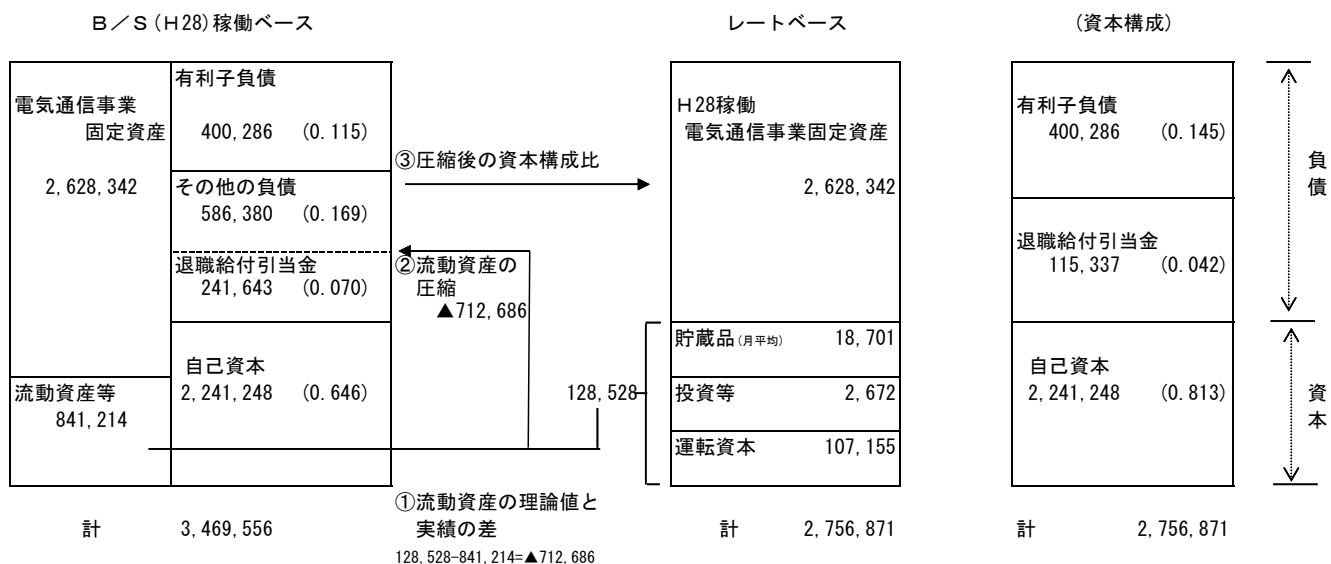 B/S(H28)稼働ベース
電気通信事業
固定資産
2,628,342
流動資産等
841,214
有利子負債
400,286 (0.115)
その他の負債
586,380 (0.169)
退職給付引当金
241,643 (0.070)
自己資本
2,241,248 (0.646)
計 3,469,556
③圧縮後の資本構成比
②流動資産の
圧縮
▲712,686
①流動資産の理論値と
実績の差
128,528-841,214=▲712,686
128,528
レートベース
H28稼働
電気通信事業固定資産
2,628,342
貯蔵品(月平均) 18,701
投資等 2,672
運転資本 107,155
計 2,756,871
(資本構成)
有利子負債
400,286 (0.145)
退職給付引当金
115,337 (0.042)
自己資本
2,241,248 (0.813)
計 2,756,871
負
債
資
本